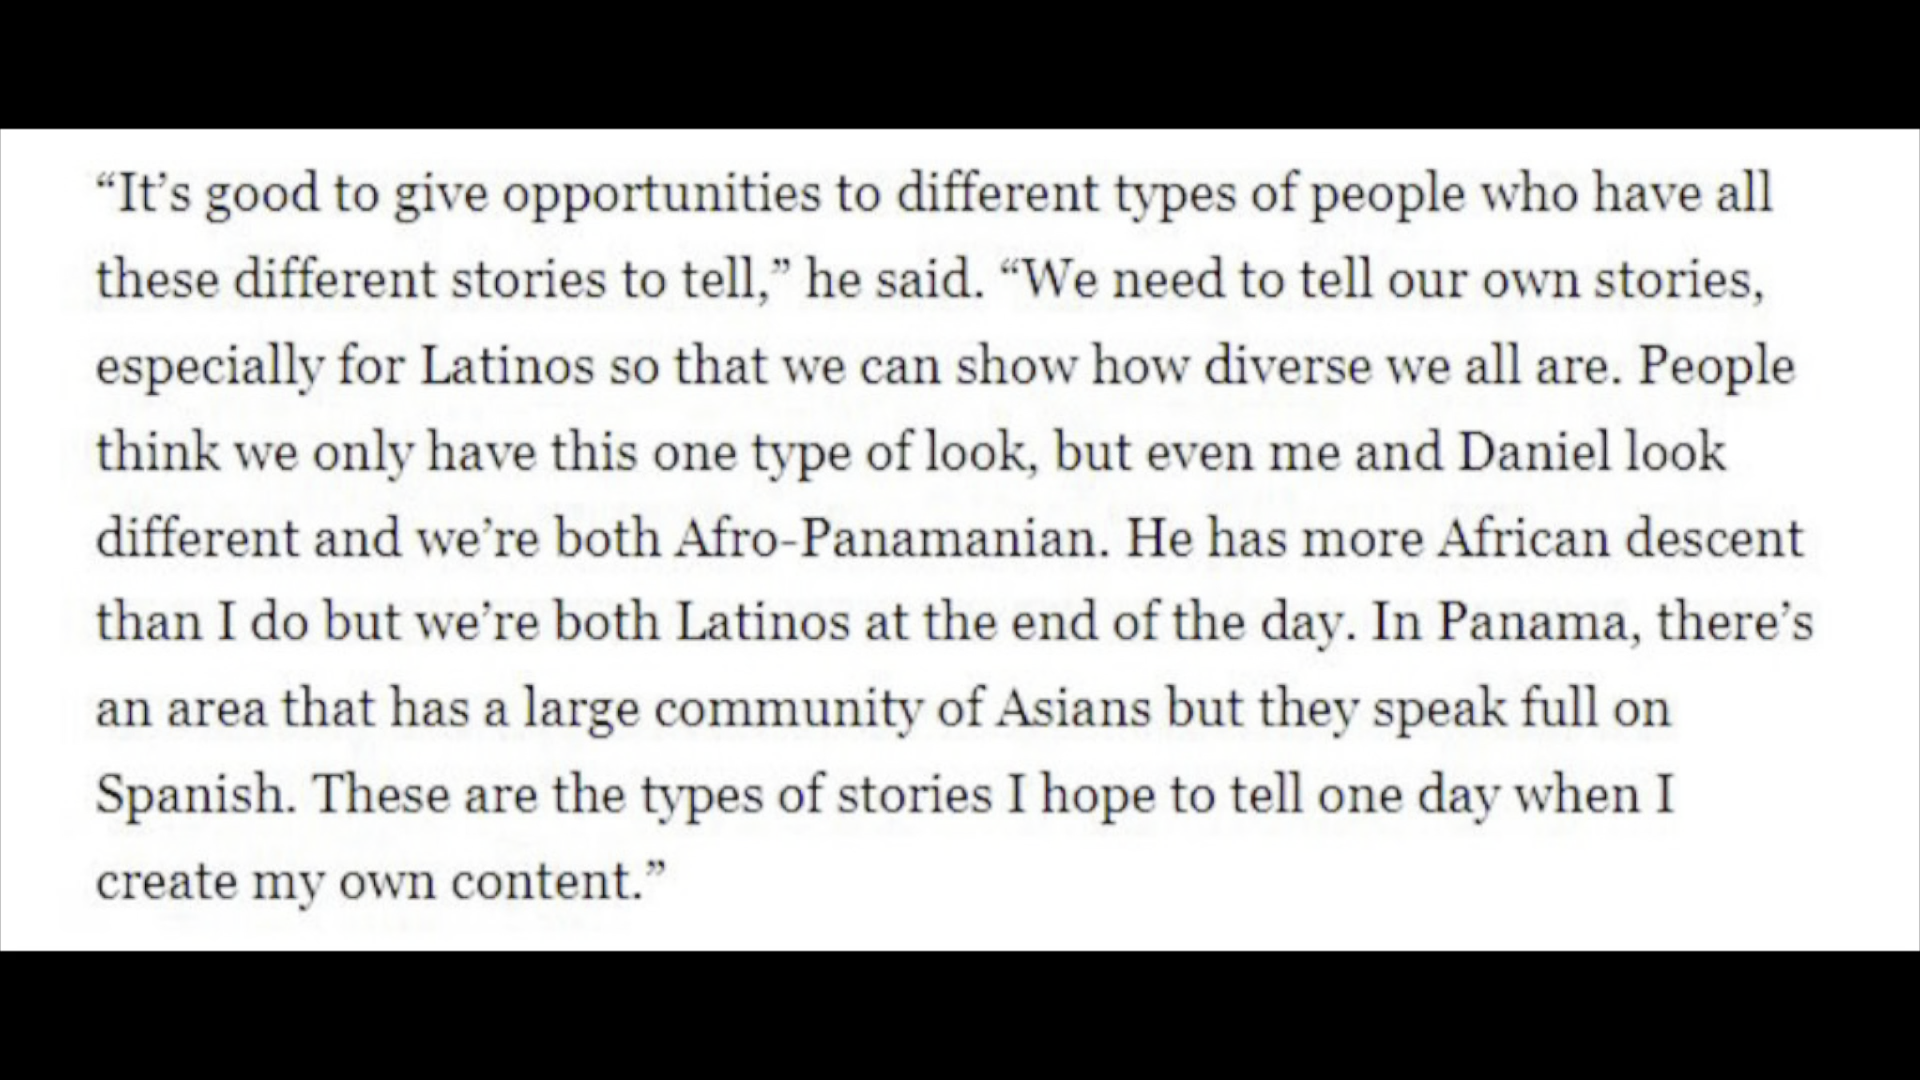 “It’s good to give opportunities to different types of people who have all
these different stories to tell,” he said. “We need to tell our own stories,
especially for Latinos so that we can show how diverse we all are. People
think we only have this one type of look, but even me and Daniel look
different and we’re both Afro-Panamanian. He has more African descent
than I do but we’re both Latinos at the end of the day. In Panama, there’s
an area that has a large community of Asians but they speak full on
Spanish. These are the types of stories I hope to tell one day when I
create my own content.”